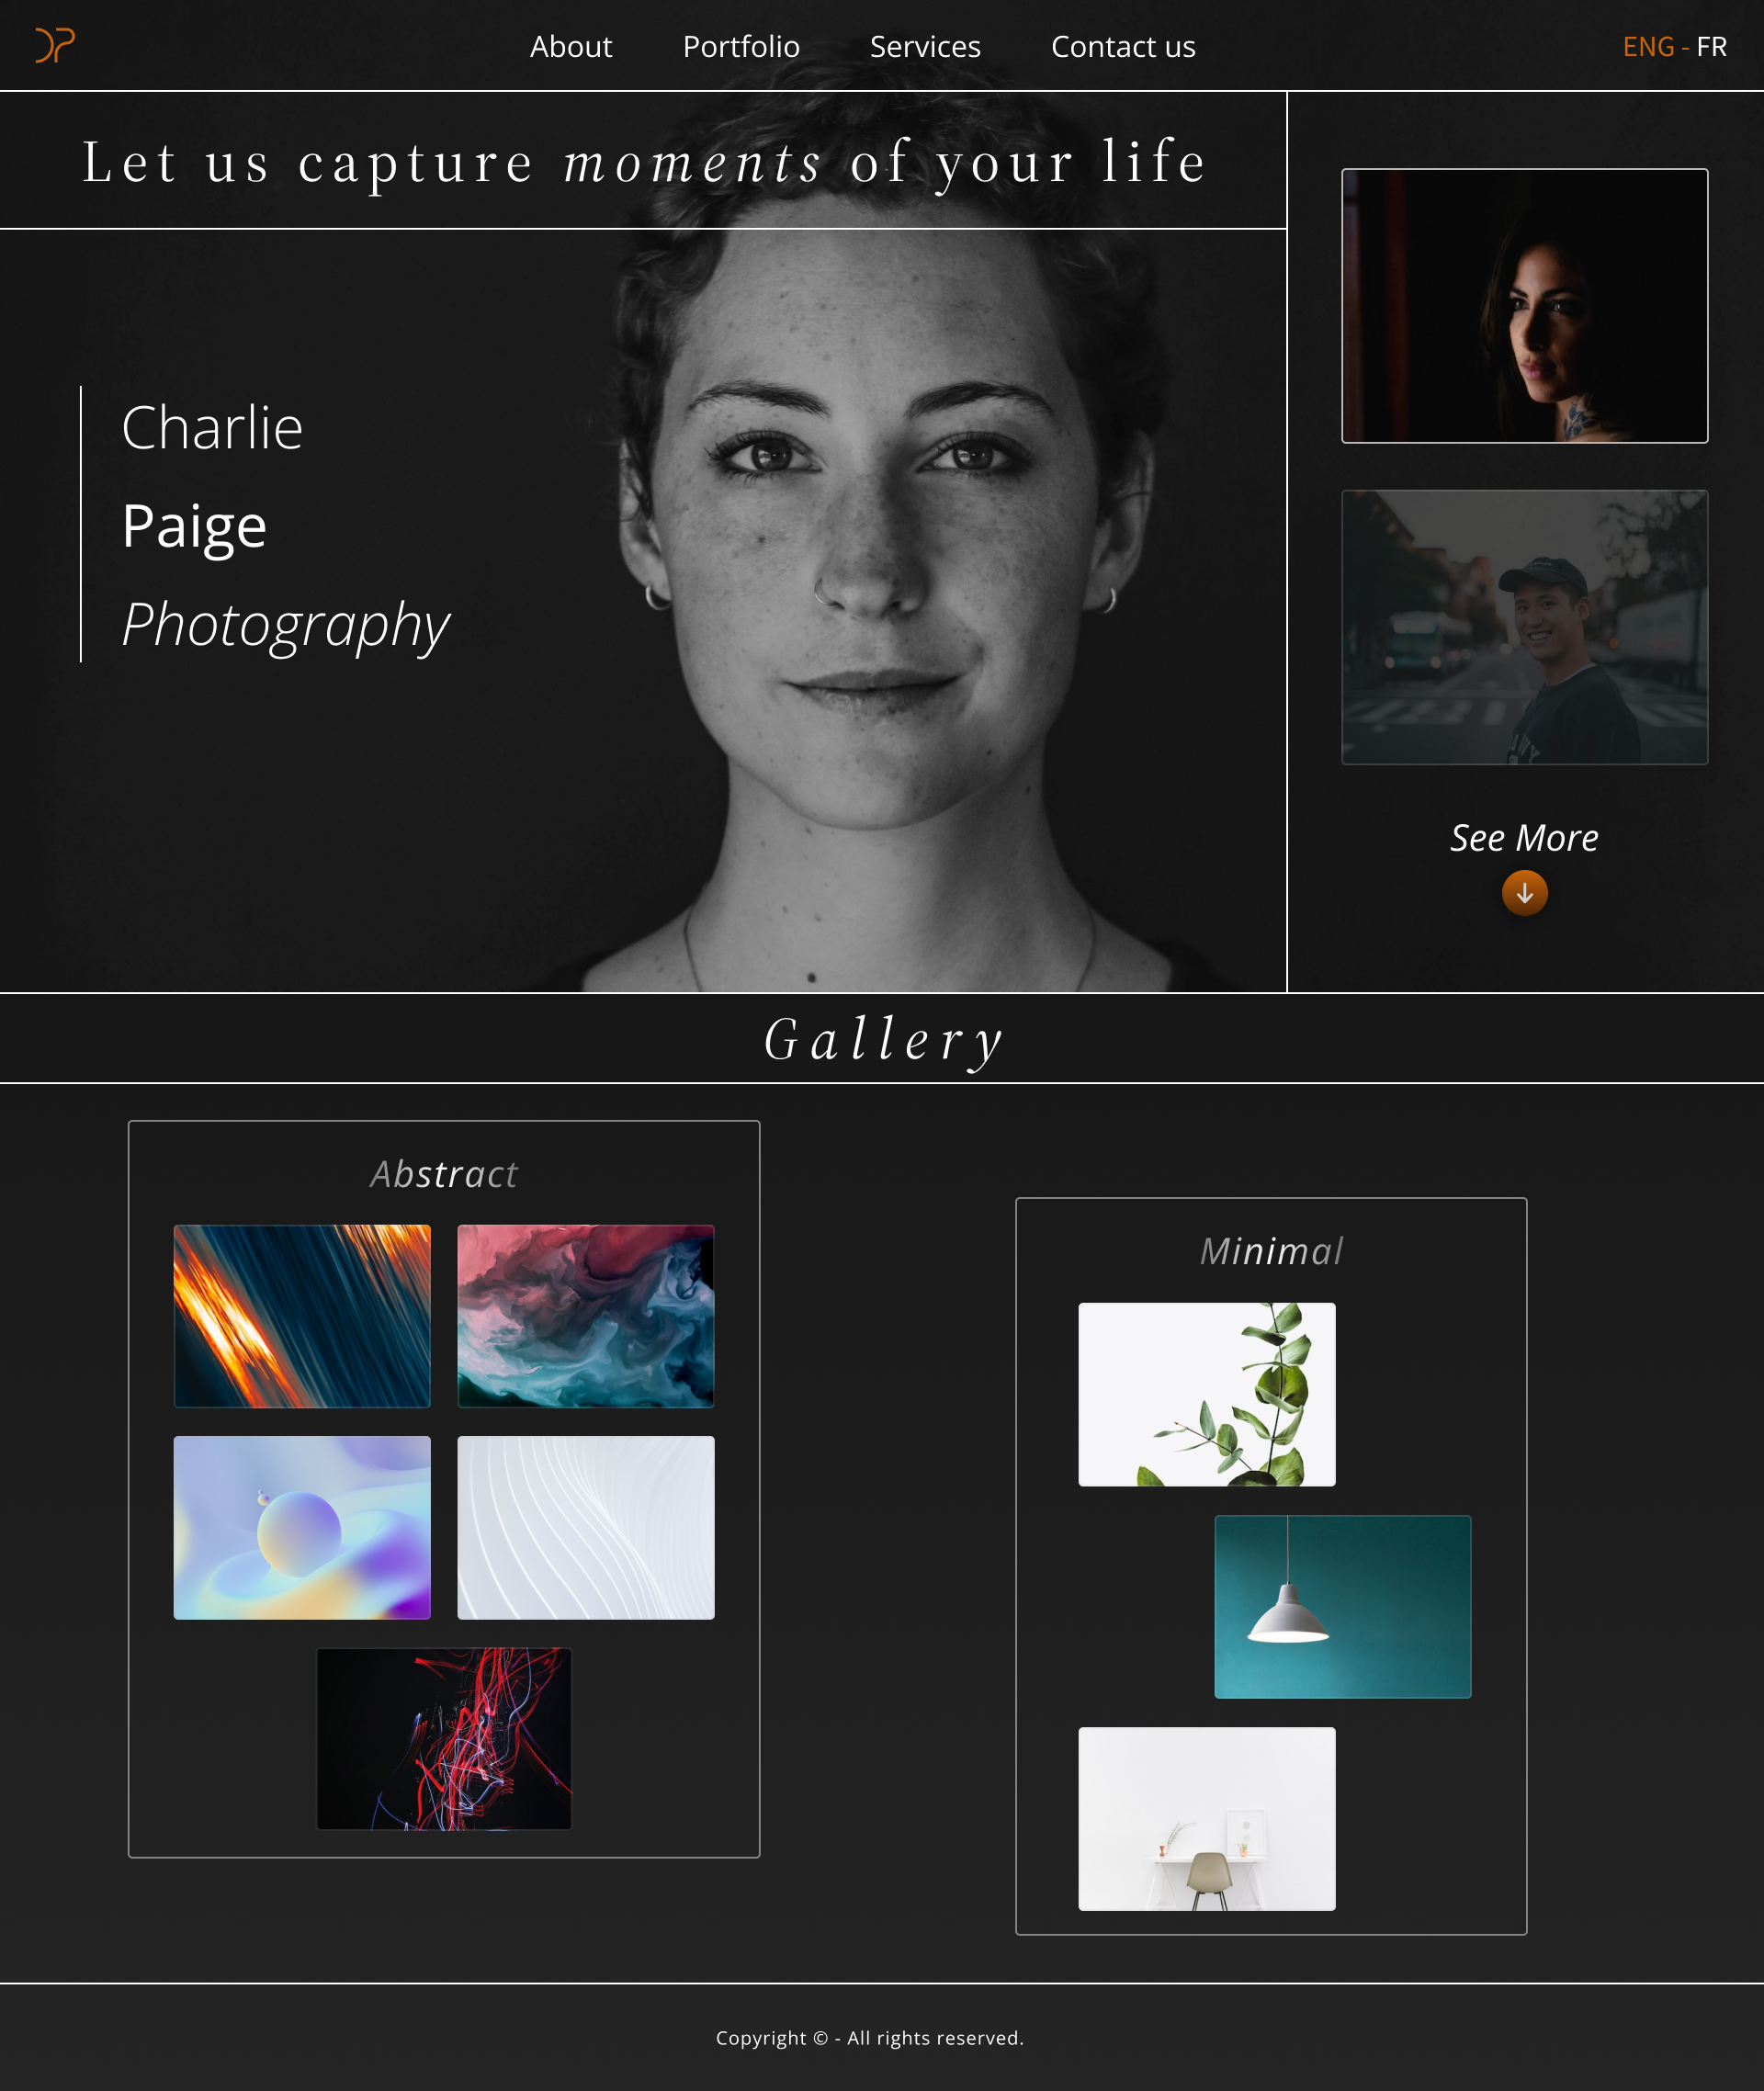 About Portfolio Services Contact us ENG - FR
Let us capture moments of your life
Charlie
Paige
Photography
See More
Gallery
Abstract
Minimal
Copyright © - All rights reserved.